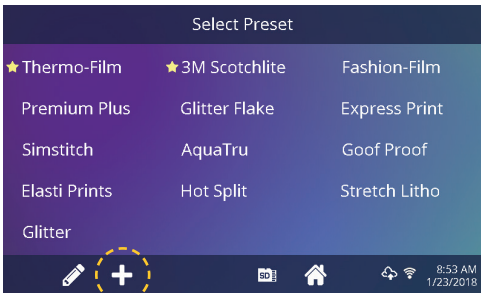 Select Preset
Thermo-Film 3M Scotchlite Fashion-Film
Premium Plus Glitter Flake Express Print
Simstitch AquaTru Goof Proof
Elasti Prints Hot Split Stretch Litho
Glitter
SD 8:53 AM
1/23/2018